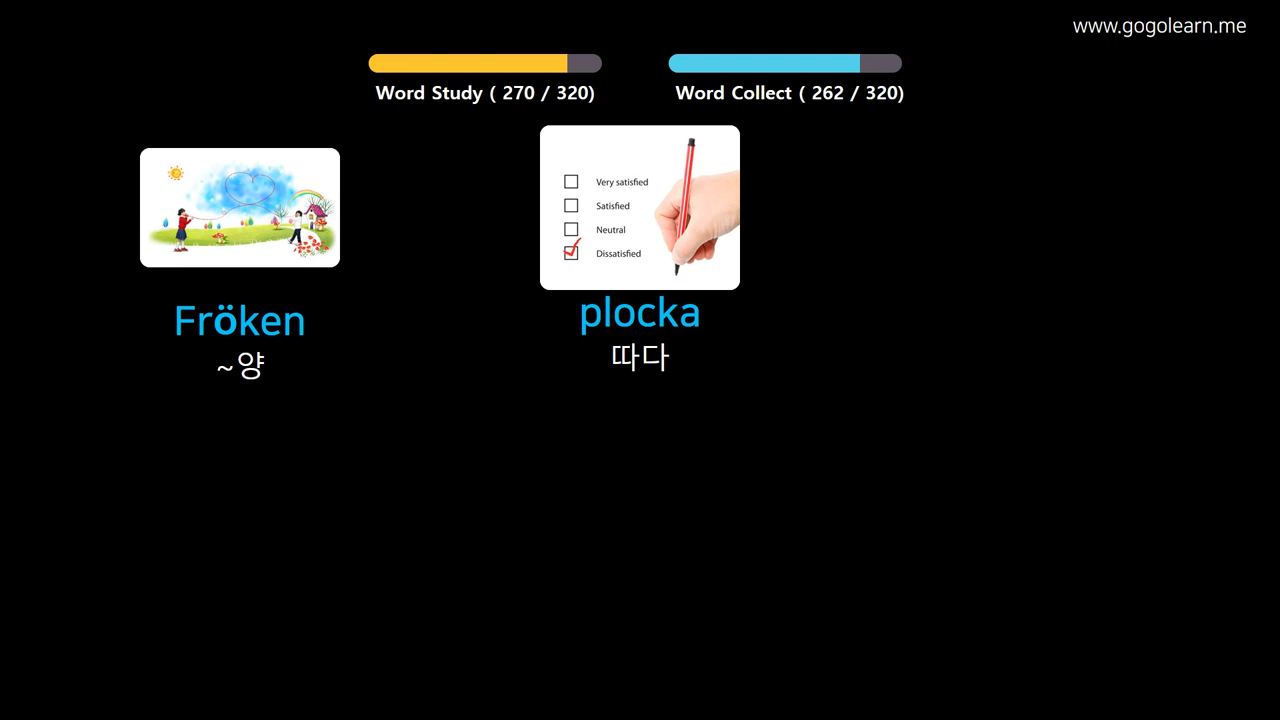 www.gogolearn.me
Word Study ( 270 / 320)
Word Collect ( 262 / 320)
Very satisfied
Satisfied
Neutral
Dissatisfied
Fröken
~양
plocka
따다